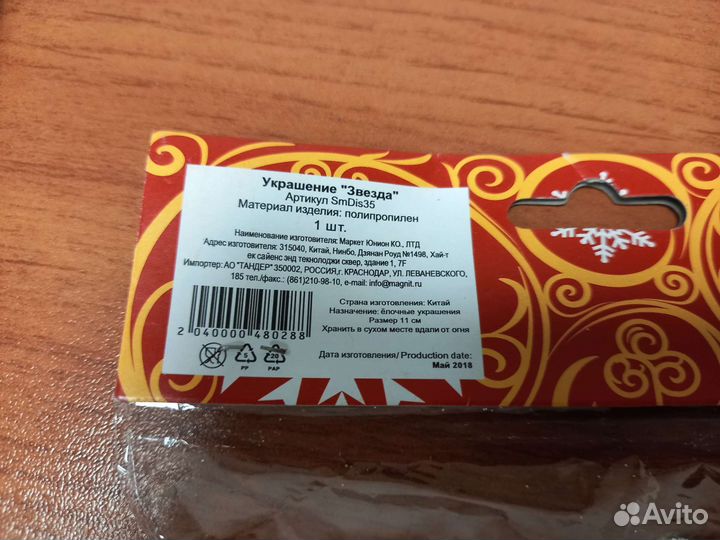 Украшение "Звезда"
Артикул SmDis35
Материал изделия: полипропилен
1 шт.
Наименование изготовителя: Маркет Юнион КО., ЛТД
Адрес изготовителя: 315040, Китай, Нинбо, Дзянан Роуд №1498, Хай-т
ек сайенс энд технолоджи сквер, здание 1, 7F
Импортер: АО "ТАНДЕР" 350002, РОССИЯ,г. КРАСНОДАР, УЛ. ЛЕВАНЕВСКОГО,
185 тел./факс.: (861)210-98-10, e-mail: info@magnit.ru
Страна изготовления: Китай
Назначение: ёлочные украшения
Размер 11 см
Хранить в сухом месте вдали от огня
2 040000 480288
5
PP
20
PAP
Дата изготовления/ Production date:
Май 2018
Avito